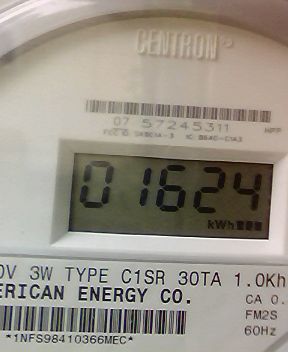 CENTRON®
07 57245311
HPP
01624
kWh
0V 3W TYPE C1SR 30TA 1.0Kh
ERICAN ENERGY CO.
CA 0.
FM2S
60Hz
*1NFS98410366MEC*